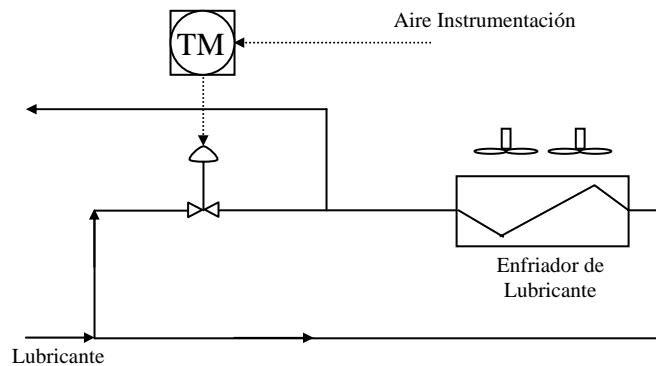 Aire Instrumentación
TM
Enfriador de
Lubricante
Lubricante